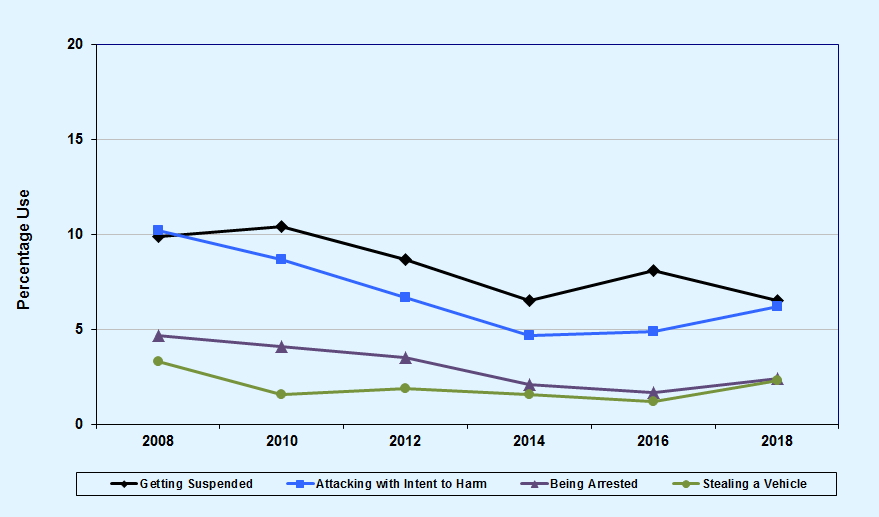 20
15
10
5
0
Percentage Use
2008 2010 2012 2014 2016 2018
Getting Suspended Attacking with Intent to Harm Being Arrested Stealing a Vehicle